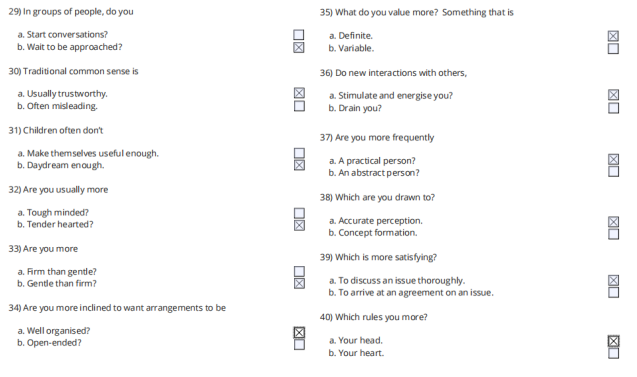 29) In groups of people, do you
a. Start conversations?
b. Wait to be approached?
30) Traditional common sense is
a. Usually trustworthy.
b. Often misleading.
31) Children often don't
a. Make themselves useful enough.
b. Daydream enough.
32) Are you usually more
a. Tough minded?
b. Tender hearted?
33) Are you more
a. Firm than gentle?
b. Gentle than firm?
34) Are you more inclined to want arrangements to be
a. Well organised?
b. Open-ended?
35) What do you value more? Something that is
a. Definite.
b. Variable.
36) Do new interactions with others,
a. Stimulate and energise you?
b. Drain you?
37) Are you more frequently
a. A practical person?
b. An abstract person?
38) Which are you drawn to?
a. Accurate perception.
b. Concept formation.
39) Which is more satisfying?
a. To discuss an issue thoroughly.
b. To arrive at an agreement on an issue.
40) Which rules you more?
a. Your head.
b. Your heart.